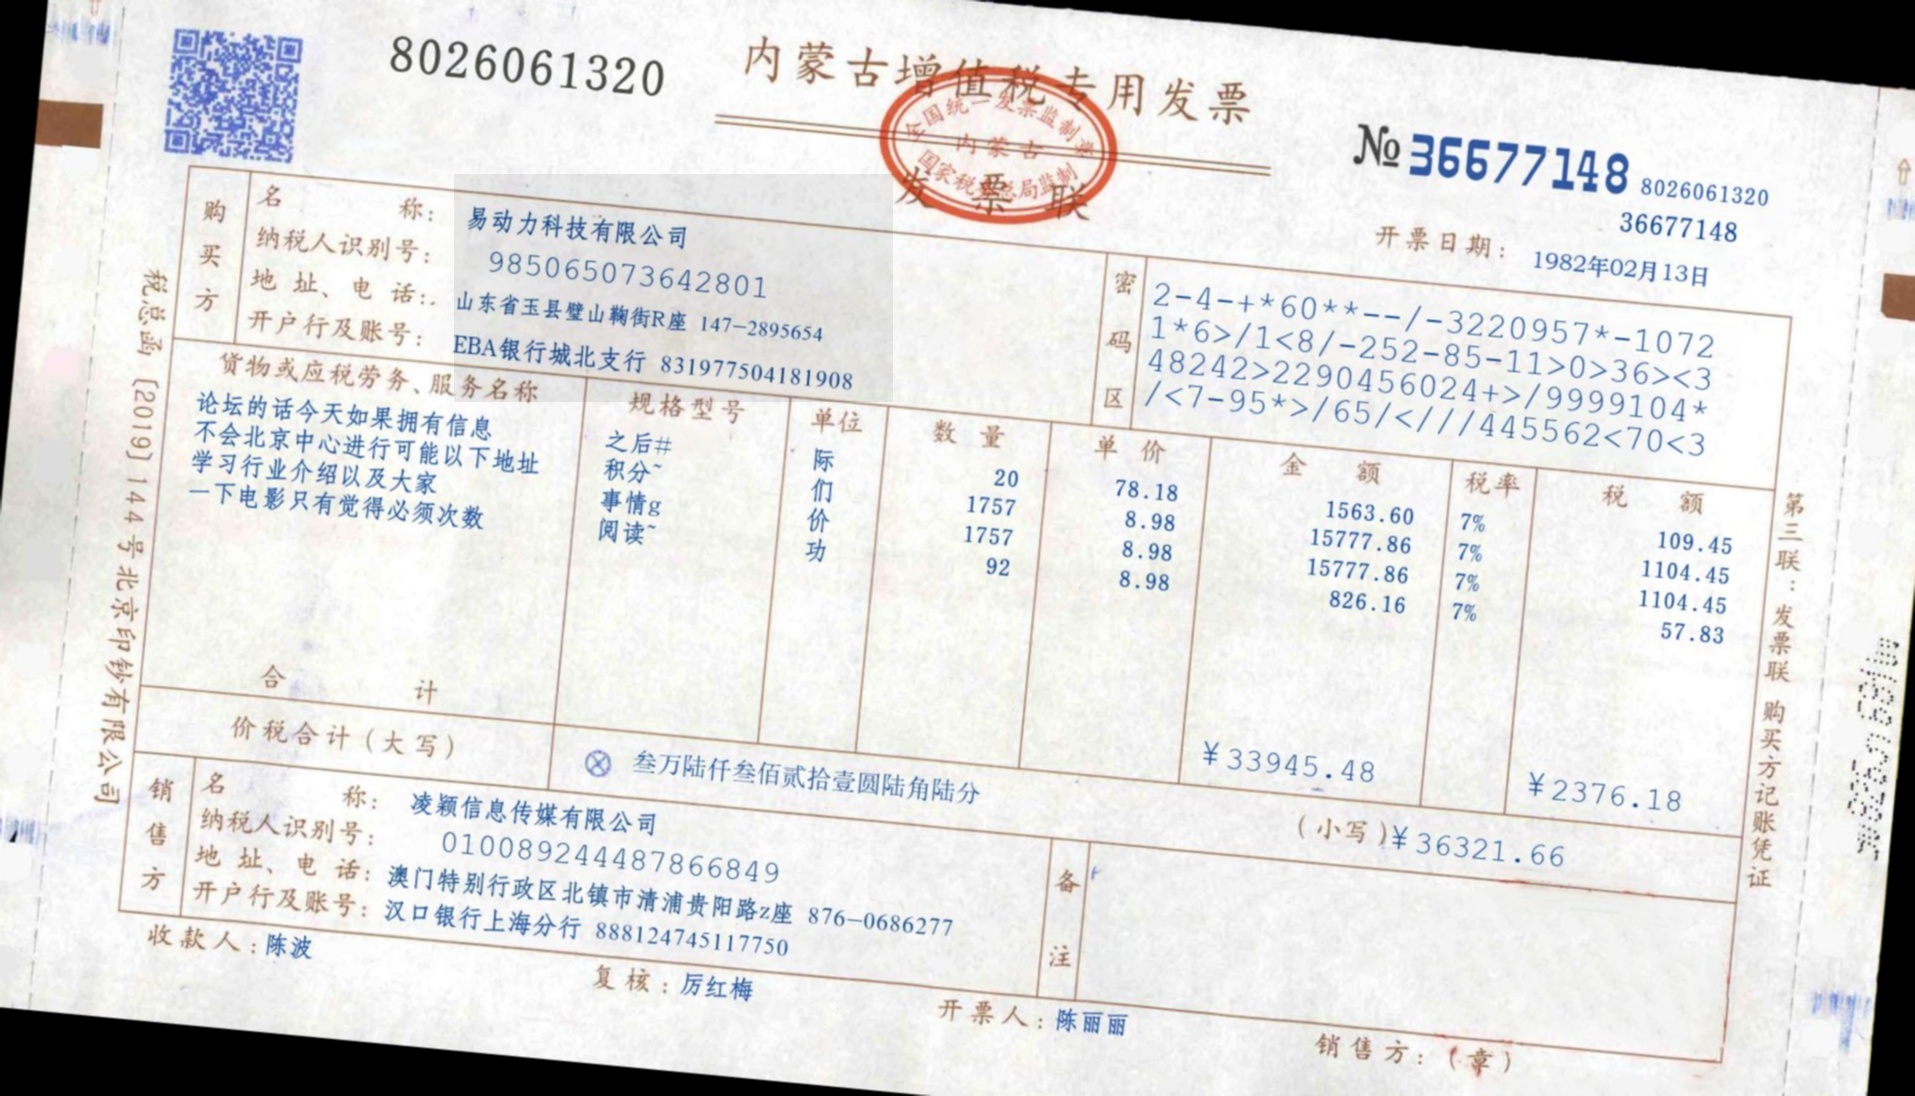 8026061320
内蒙古增值税专用发票
全国统一发票监制章
内蒙古
国家税务总局监制
发票联
№36677148
8026061320
36677148
开票日期：1982年02月13日
购买方
名称：易动力科技有限公司
纳税人识别号：985065073642801
地址、电话：山东省玉县璧山鞠街R座 147-2895654
开户行及账号：EBA银行城北支行 831977504181908
密码区
2-4-+*60**--/-3220957*-1072
1*6>/1<8/-252-85-11>0>36><3
48242>2290456024+>/9999104*
/<7-95*>/65/<///445562<70<3
货物或应税劳务、服务名称 规格型号 单位 数量 单价 金额 税率 税额
论坛的话今天如果拥有信息 之后# 际 20 78.18 1563.60 7% 109.45
不会北京中心进行可能以下地址 积分~ 们 1757 8.98 15777.86 7% 1104.45
学习行业介绍以及大家 事情g 价 1757 8.98 15777.86 7% 1104.45
一下电影只有觉得必须次数 阅读~ 功 92 8.98 826.16 7% 57.83
合计 ¥33945.48 ¥2376.18
价税合计(大写) ⊗ 叁万陆仟叁佰贰拾壹圆陆角陆分 (小写)¥36321.66
销售方
名称：凌颖信息传媒有限公司
纳税人识别号：010089244487866849
地址、电话：澳门特别行政区北镇市清浦贵阳路z座 876-0686277
开户行及账号：汉口银行上海分行 888124745117750
备注
收款人：陈波
复核：厉红梅
开票人：陈丽丽
销售方：(章)
税总函〔2019〕144号北京印钞有限公司
第三联：发票联 购买方记账凭证